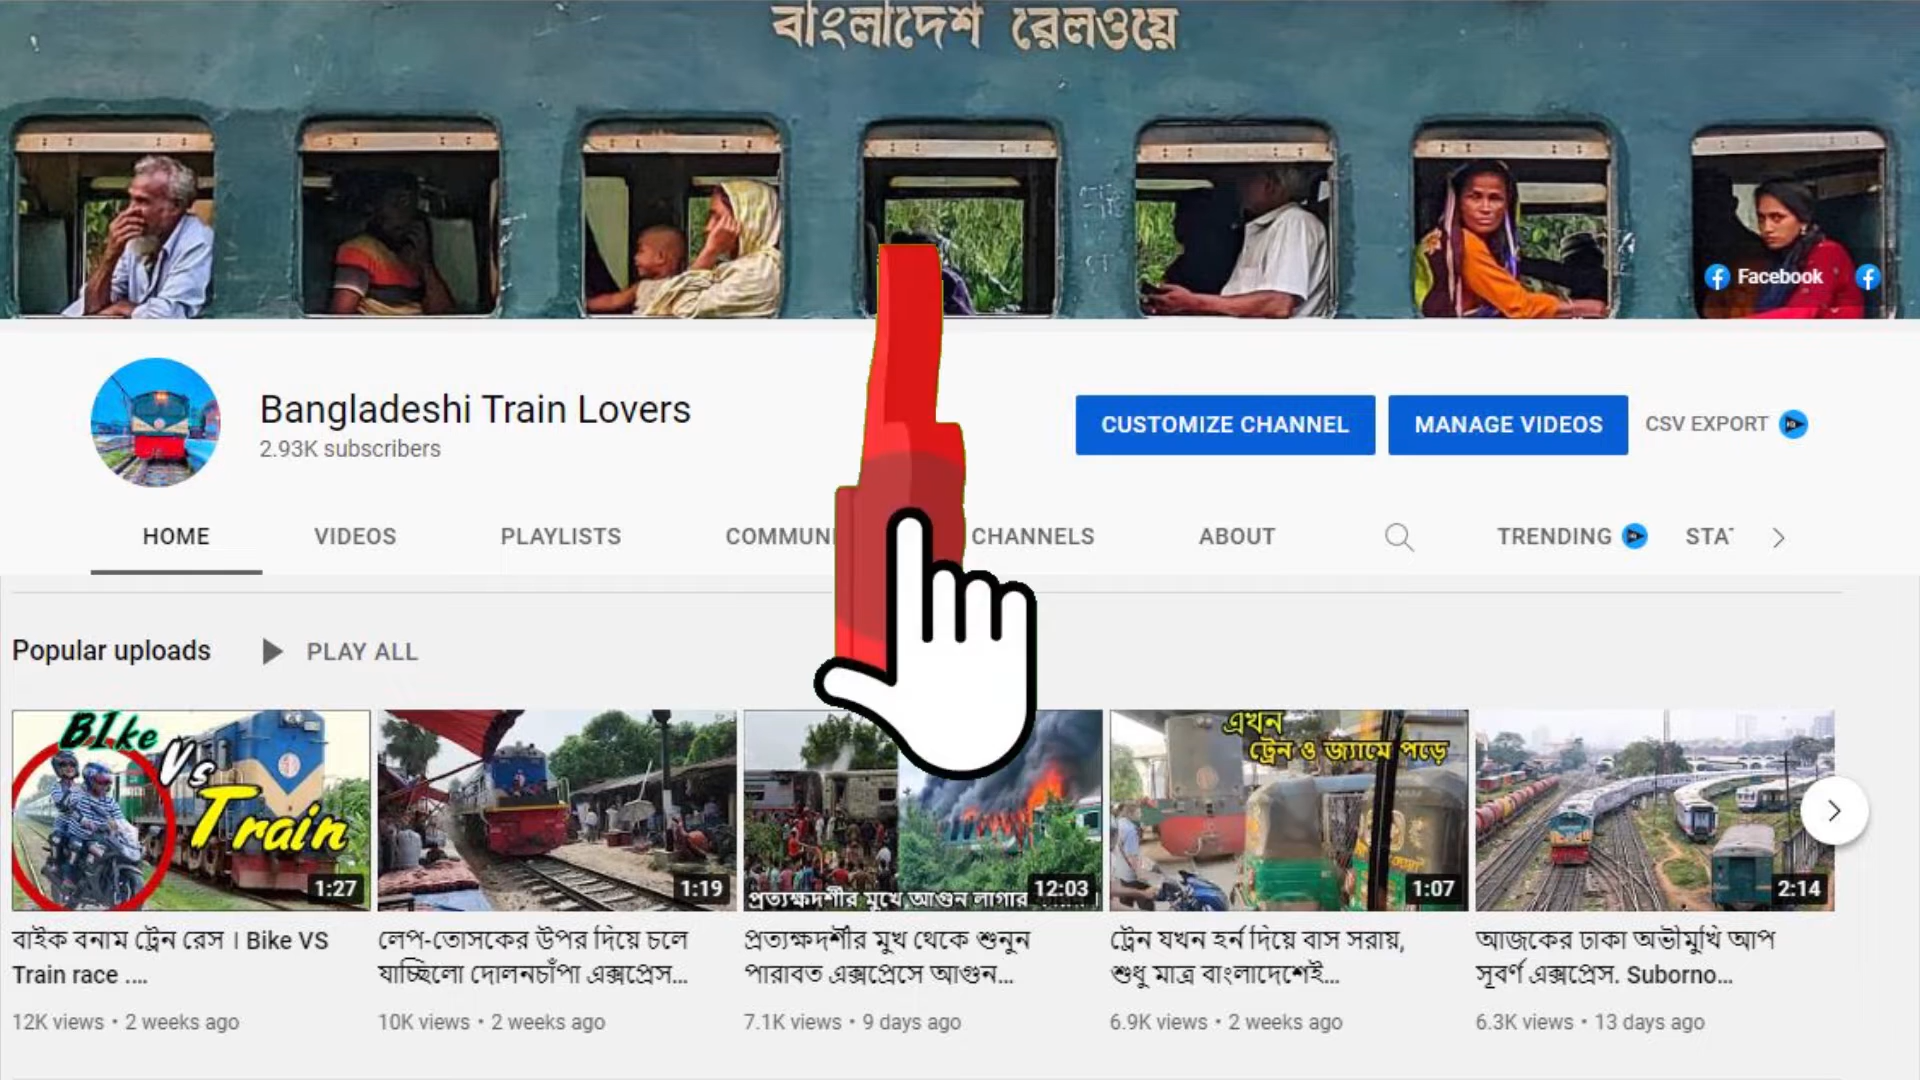 বাংলাদেশ রেলওয়ে
Facebook
Bangladeshi Train Lovers
2.93K subscribers
CUSTOMIZE CHANNEL
MANAGE VIDEOS
CSV EXPORT
HOME
VIDEOS
PLAYLISTS
COMMUN
CHANNELS
ABOUT
TRENDING
STAT
Popular uploads
PLAY ALL
BIke
Vs
Train
1:27
1:19
প্রত্যক্ষদর্শীর মুখে আগুন লাগার
12:03
এখন
ট্রেন ও জ্যামে পড়ে
1:07
2:14
বাইক বনাম ট্রেন রেস । Bike VS
Train race ....
12K views • 2 weeks ago
লেপ-তোসকের উপর দিয়ে চলে
যাচ্ছিলো দোলনচাঁপা এক্সপ্রেস...
10K views • 2 weeks ago
প্রত্যক্ষদর্শীর মুখ থেকে শুনুন
পারাবত এক্সপ্রেসে আগুন...
7.1K views • 9 days ago
ট্রেন যখন হর্ন দিয়ে বাস সরায়,
শুধু মাত্র বাংলাদেশেই...
6.9K views • 2 weeks ago
আজকের ঢাকা অভীমুখি আপ
সূবর্ণ এক্সপ্রেস. Suborno...
6.3K views • 13 days ago